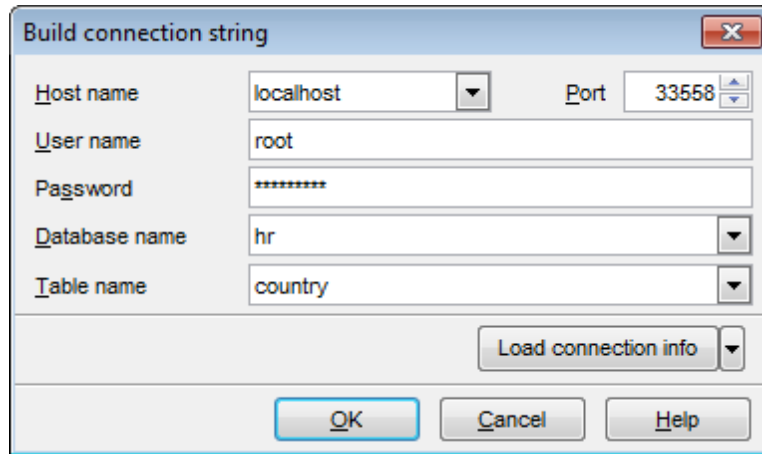 Build connection string
Host name localhost Port 33558
User name root
Password *********
Database name hr
Table name country
Load connection info
OK Cancel Help